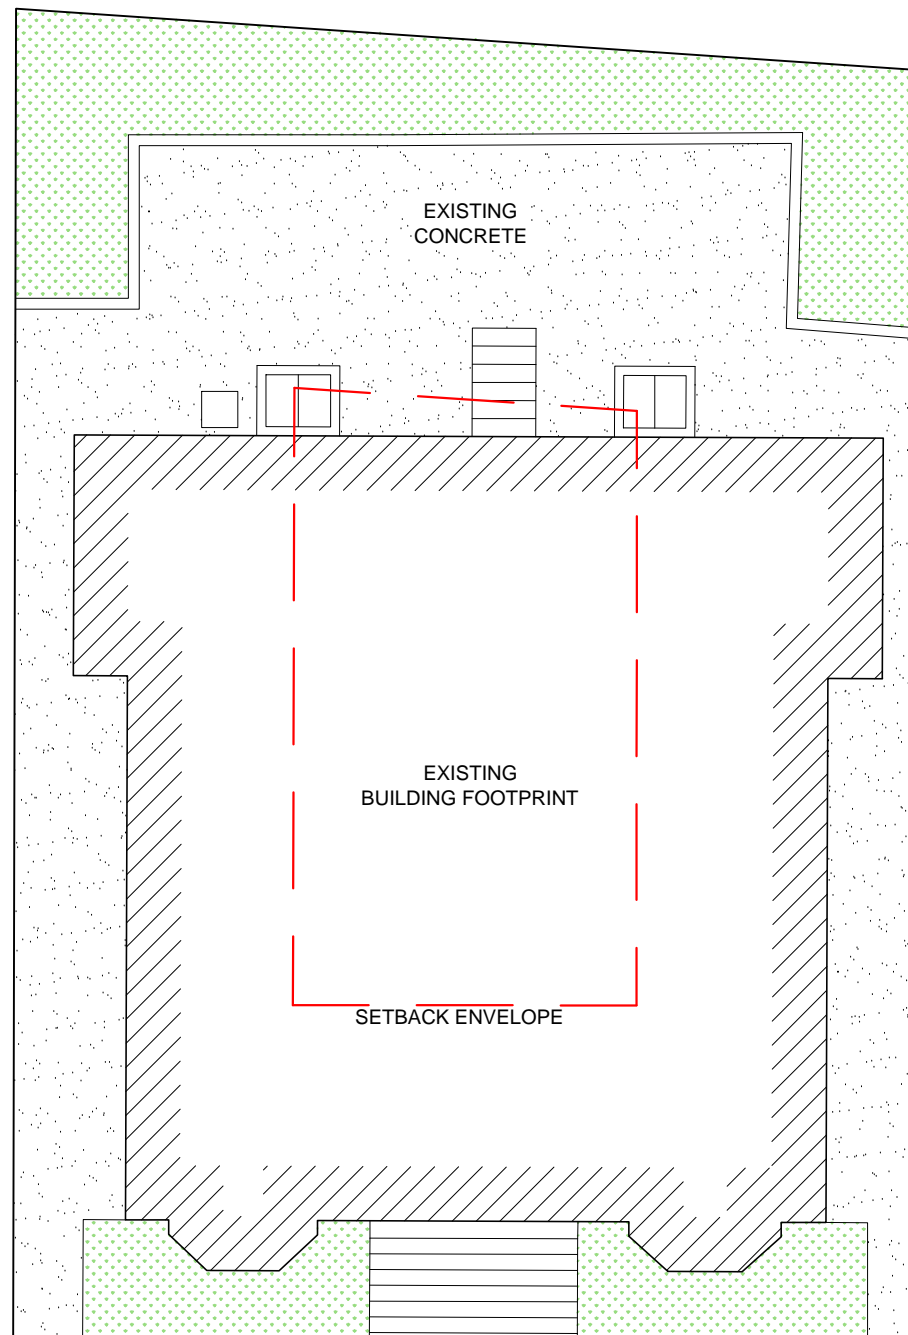 EXISTING
CONCRETE
EXISTING
BUILDING FOOTPRINT
SETBACK ENVELOPE